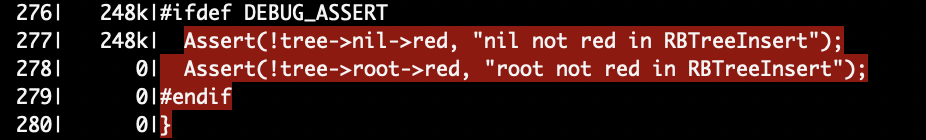 276|   248k|#ifdef DEBUG_ASSERT
277|   248k|  Assert(!tree->nil->red, "nil not red in RBTreeInsert");
278|      0|  Assert(!tree->root->red, "root not red in RBTreeInsert");
279|      0|#endif
280|      0|}